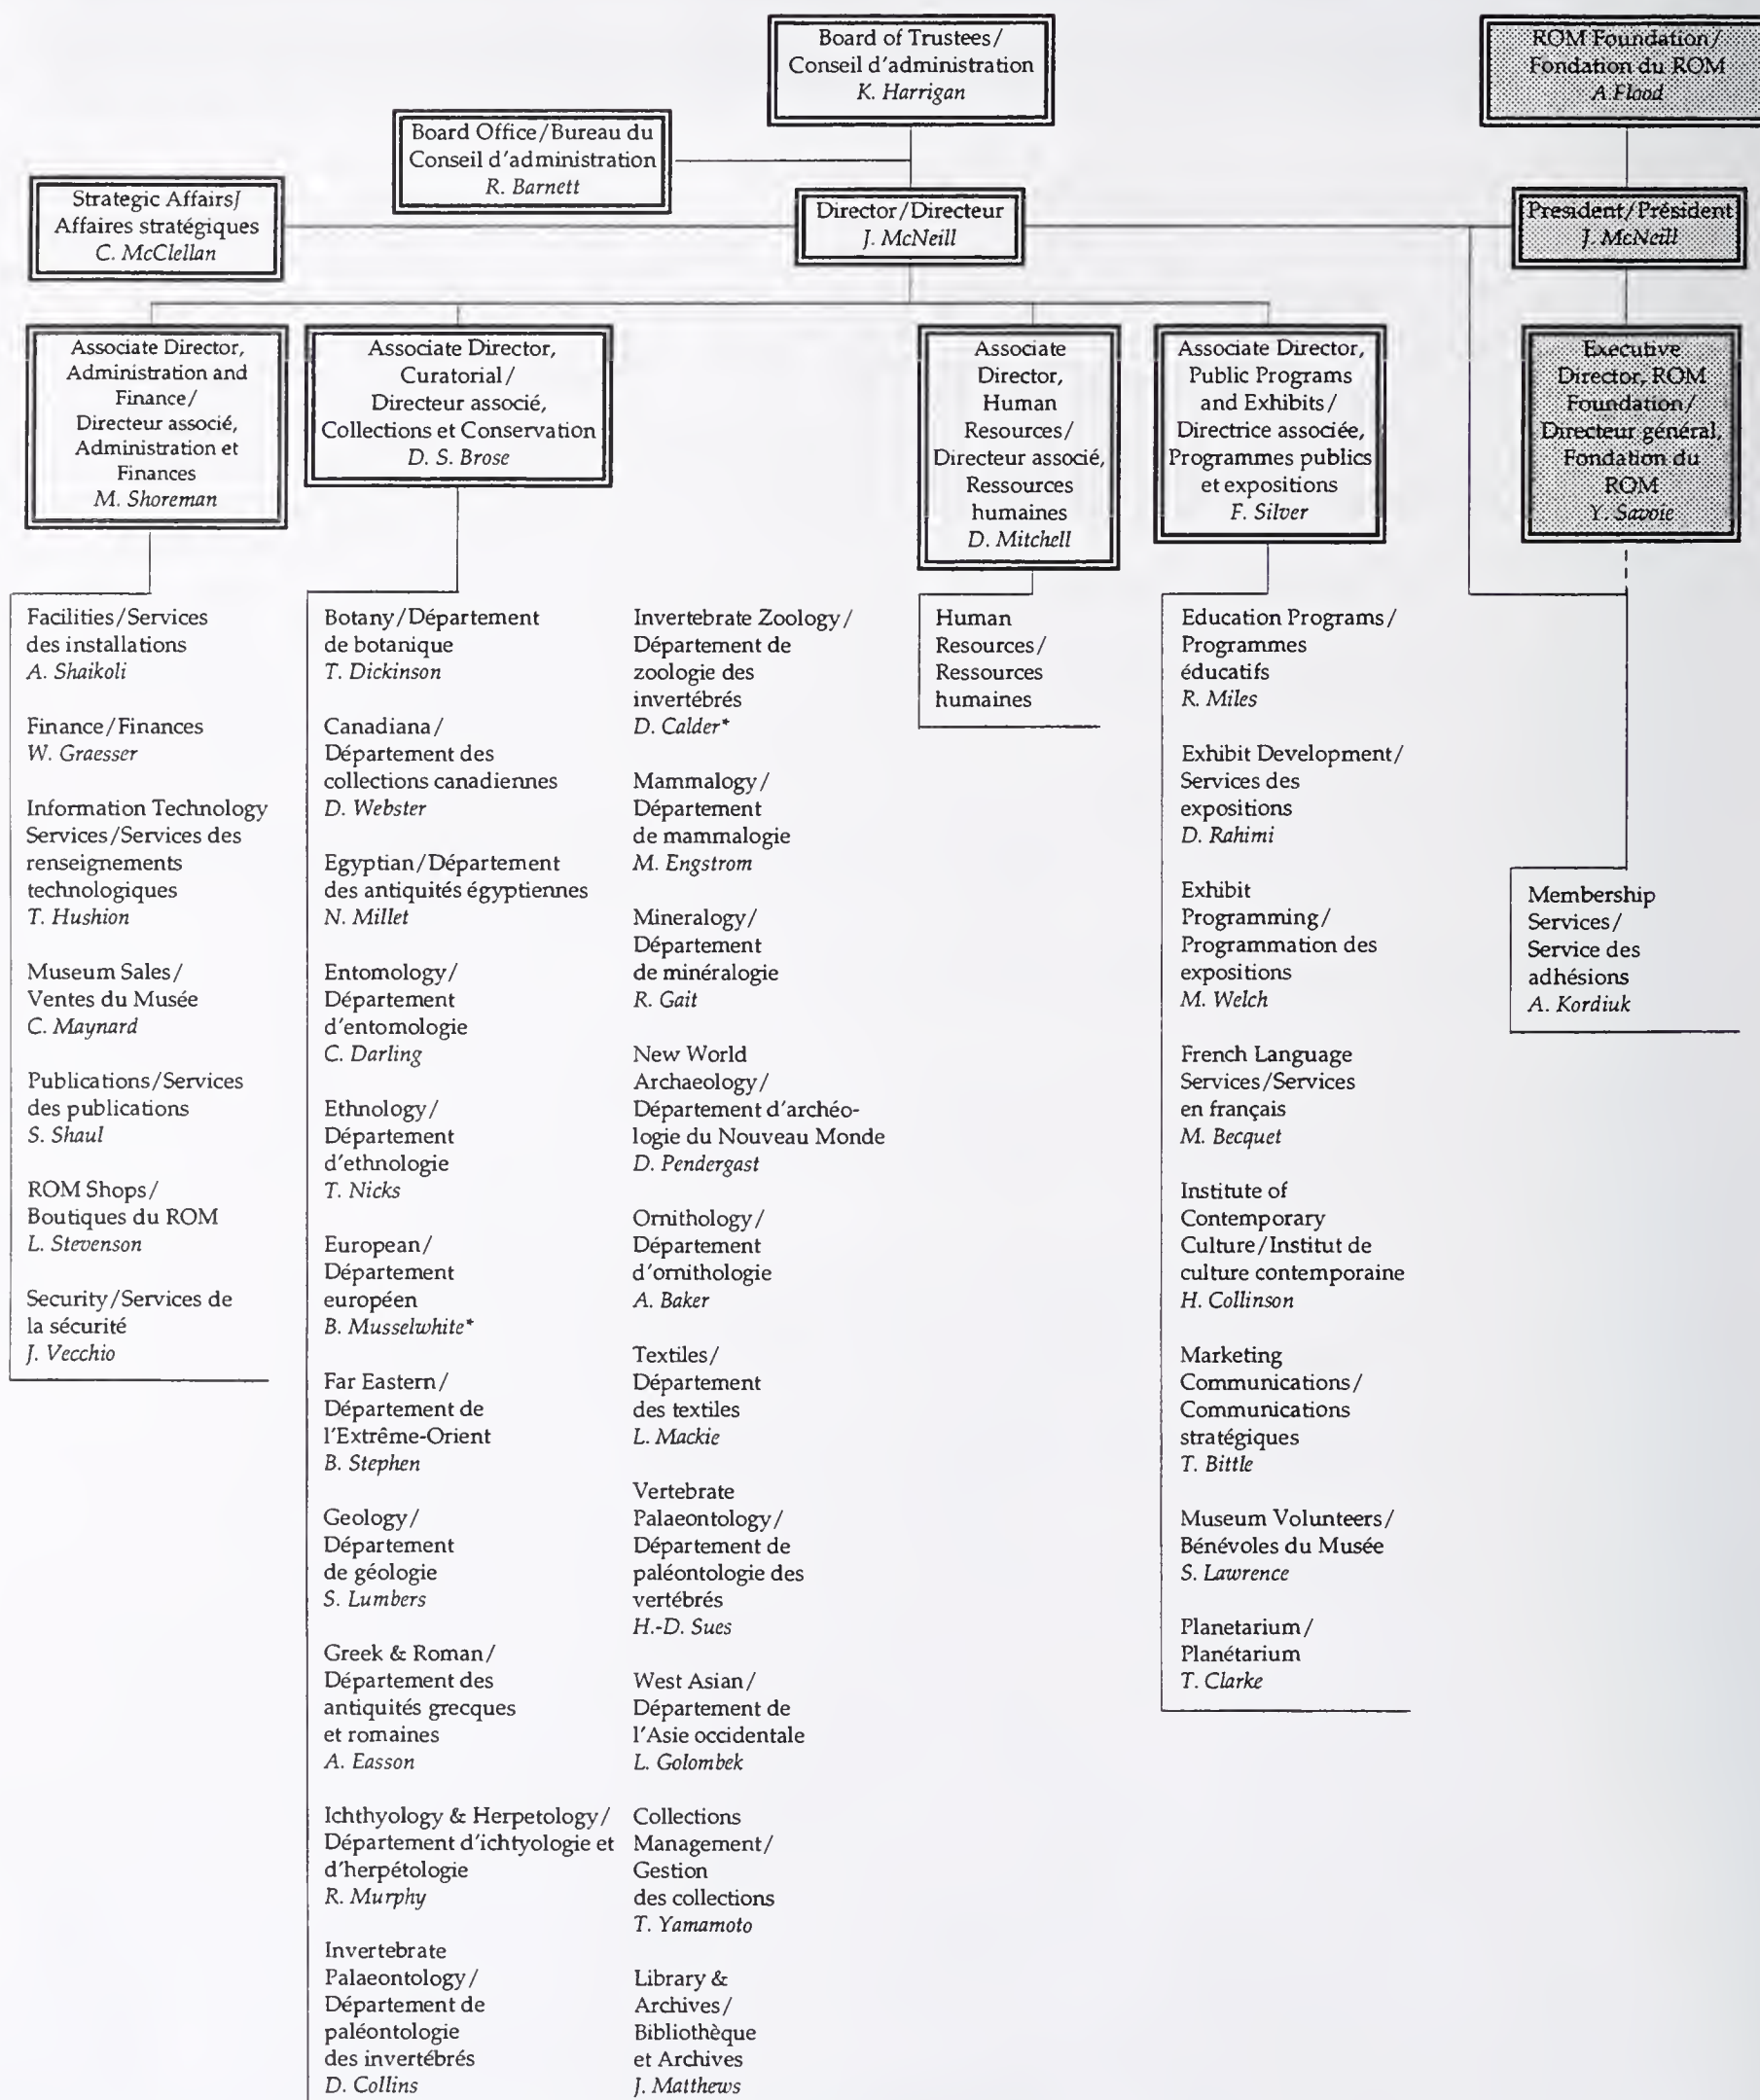 Board of Trustees/
Conseil d'administration
K. Harrigan
ROM Foundation/
Fondation du ROM
A.Flood
Board Office/Bureau du
Conseil d'administration
R. Barnett
Strategic Affairs/
Affaires stratégiques
C. McClellan
Director/Directeur
J. McNeill
President/Président
J. McNeill
Associate Director,
Administration and
Finance/
Directeur associé,
Administration et
Finances
M. Shoreman
Associate Director,
Curatorial/
Directeur associé,
Collections et Conservation
D. S. Brose
Associate
Director,
Human
Resources/
Directeur associé,
Ressources
humaines
D. Mitchell
Associate Director,
Public Programs
and Exhibits/
Directrice associée,
Programmes publics
et expositions
F. Silver
Executive
Director, ROM
Foundation/
Directeur général,
Fondation du
ROM
Y. Savoie
Facilities/Services
des installations
A. Shaikoli
Finance/Finances
W. Graesser
Information Technology
Services/Services des
renseignements
technologiques
T. Hushion
Museum Sales/
Ventes du Musée
C. Maynard
Publications/Services
des publications
S. Shaul
ROM Shops/
Boutiques du ROM
L. Stevenson
Security/Services de
la sécurité
J. Vecchio
Botany/Département
de botanique
T. Dickinson
Canadiana/
Département des
collections canadiennes
D. Webster
Egyptian/Département
des antiquités égyptiennes
N. Millet
Entomology/
Département
d'entomologie
C. Darling
Ethnology/
Département
d'ethnologie
T. Nicks
European/
Département
européen
B. Musselwhite*
Far Eastern/
Département de
l'Extrême-Orient
B. Stephen
Geology/
Département
de géologie
S. Lumbers
Greek & Roman/
Département des
antiquités grecques
et romaines
A. Easson
Ichthyology & Herpetology/
Département d'ichtyologie et
d'herpétologie
R. Murphy
Invertebrate
Palaeontology/
Département de
paléontologie
des invertébrés
D. Collins
Invertebrate Zoology/
Département de
zoologie des
invertébrés
D. Calder*
Mammalogy/
Département
de mammalogie
M. Engstrom
Mineralogy/
Département
de minéralogie
R. Gait
New World
Archaeology/
Département d'archéo-
logie du Nouveau Monde
D. Pendergast
Ornithology/
Département
d'ornithologie
A. Baker
Textiles/
Département
des textiles
L. Mackie
Vertebrate
Palaeontology/
Département de
paléontologie des
vertébrés
H.-D. Sues
West Asian/
Département de
l'Asie occidentale
L. Golombek
Collections
Management/
Gestion
des collections
T. Yamamoto
Library &
Archives/
Bibliothèque
et Archives
J. Matthews
Human
Resources/
Ressources
humaines
Education Programs/
Programmes
éducatifs
R. Miles
Exhibit Development/
Services des
expositions
D. Rahimi
Exhibit
Programming/
Programmation des
expositions
M. Welch
French Language
Services/Services
en français
M. Becquet
Institute of
Contemporary
Culture/Institut de
culture contemporaine
H. Collinson
Marketing
Communications/
Communications
stratégiques
T. Bittle
Museum Volunteers/
Bénévoles du Musée
S. Lawrence
Planetarium/
Planétarium
T. Clarke
Membership
Services/
Service des
adhésions
A. Kordiuk